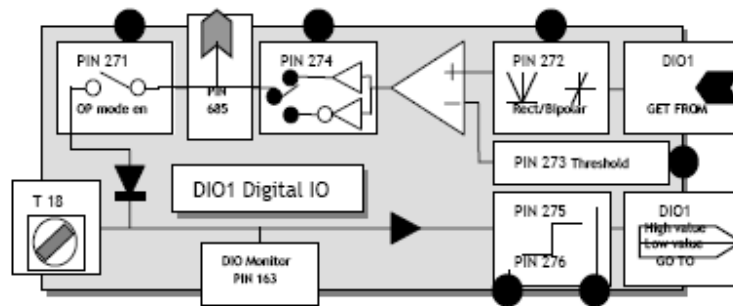 PIN 271
OP mode en
PIN
685
PIN 274
PIN 272
Rect/Bipolar
DIO1
GET FROM
PIN 273 Threshold
T 18
DIO1 Digital IO
DIO Monitor
PIN 163
PIN 275
PIN 276
DIO1
High value
Low value
GO TO